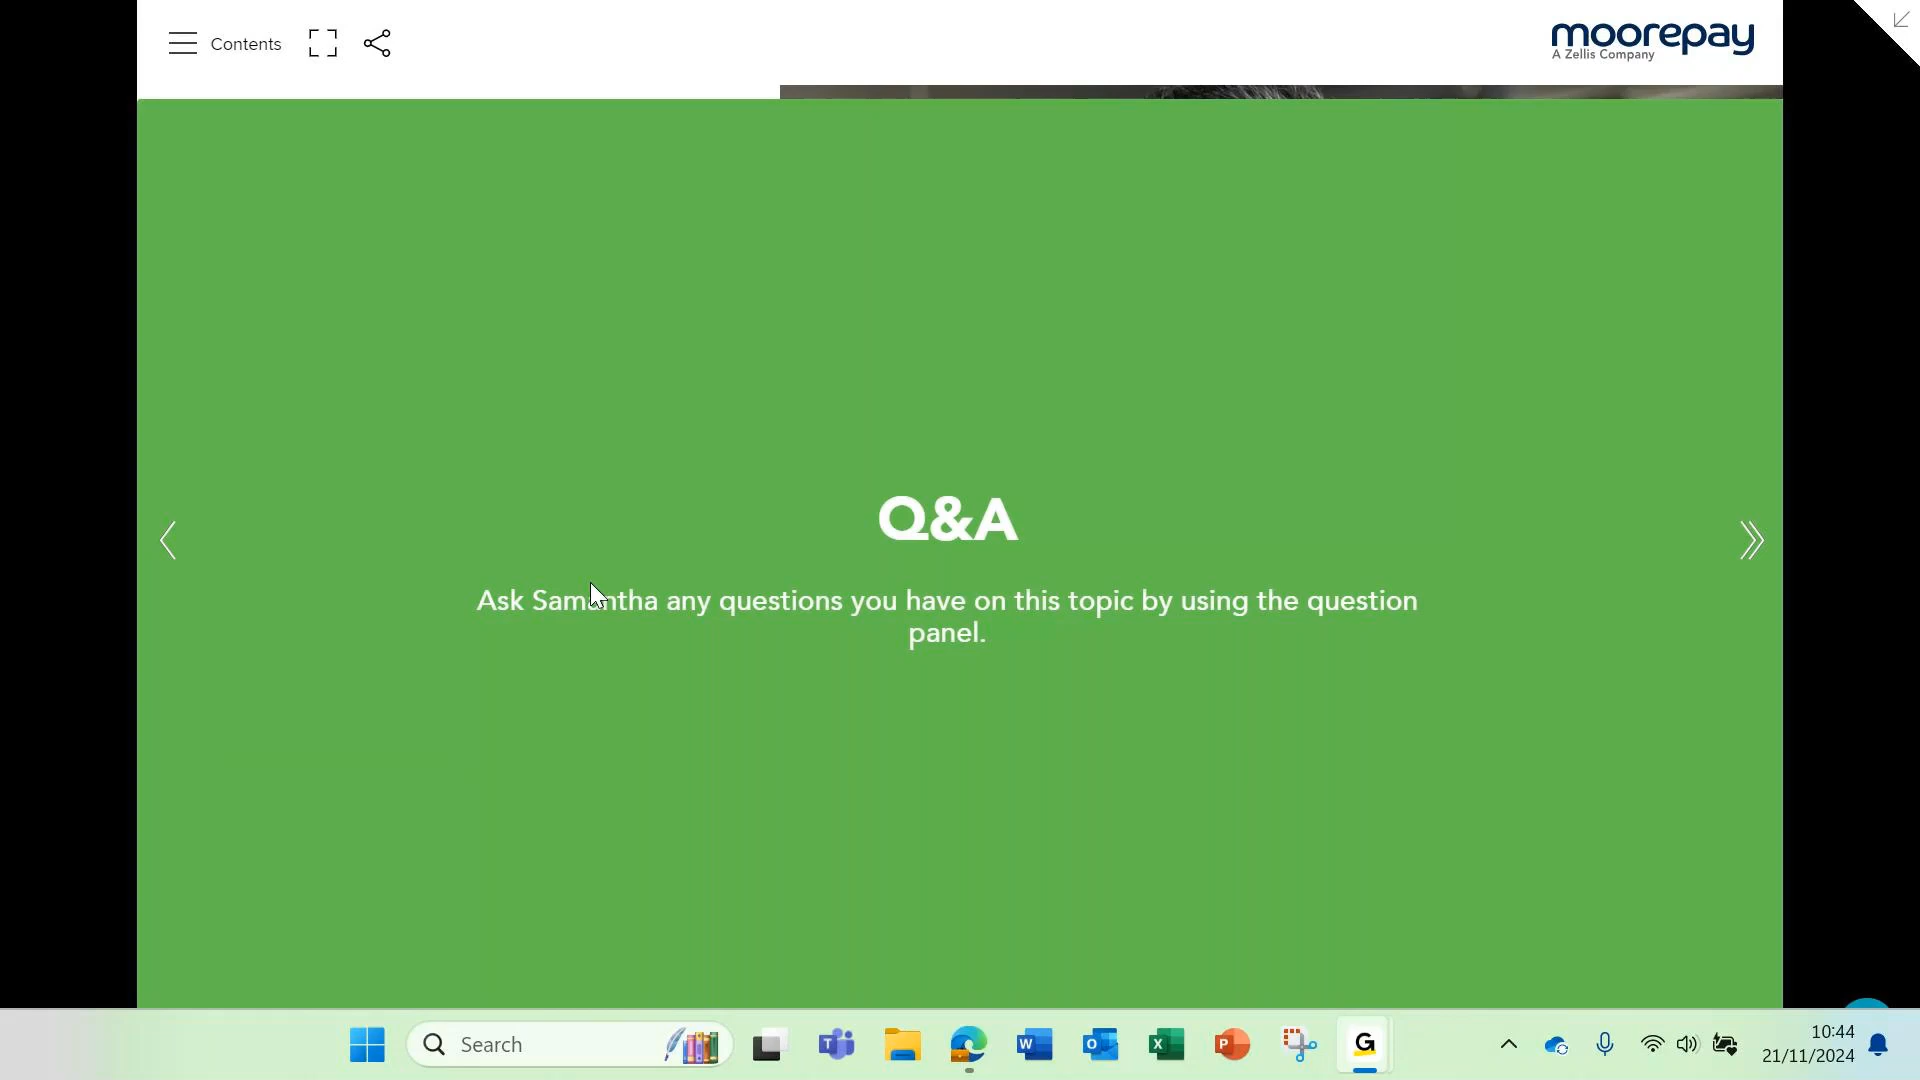 Contents
moorepay
A Zellis Company
Q&A
Ask Samantha any questions you have on this topic by using the question
panel.
Search
10:44
21/11/2024